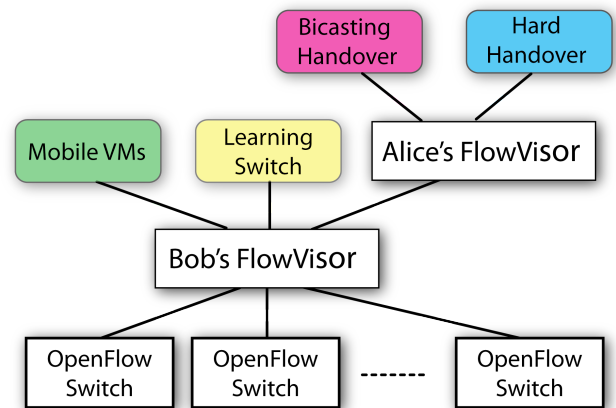 Bicasting
Handover
Hard
Handover
Mobile VMs
Learning
Switch
Alice's FlowVisor
Bob's FlowVisor
OpenFlow
Switch
OpenFlow
Switch
OpenFlow
Switch